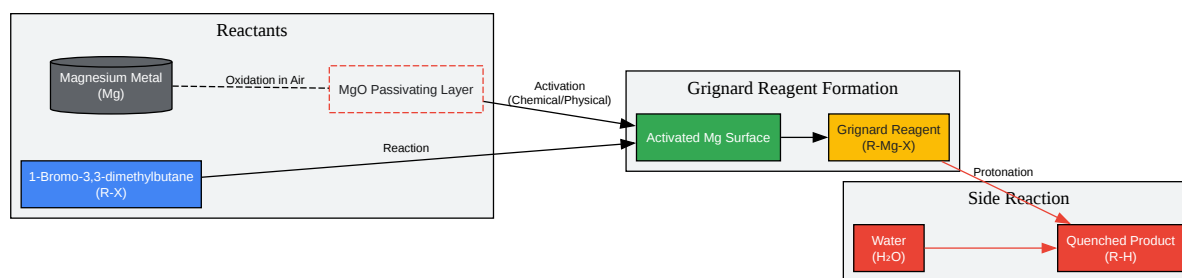 Reactants
Magnesium Metal
(Mg)
Oxidation in Air
MgO Passivating Layer
Activation
(Chemical/Physical)
Grignard Reagent Formation
Activated Mg Surface
Grignard Reagent
(R-Mg-X)
Reaction
1-Bromo-3,3-dimethylbutane
(R-X)
Protonation
Side Reaction
Water
(H₂O)
Quenched Product
(R-H)